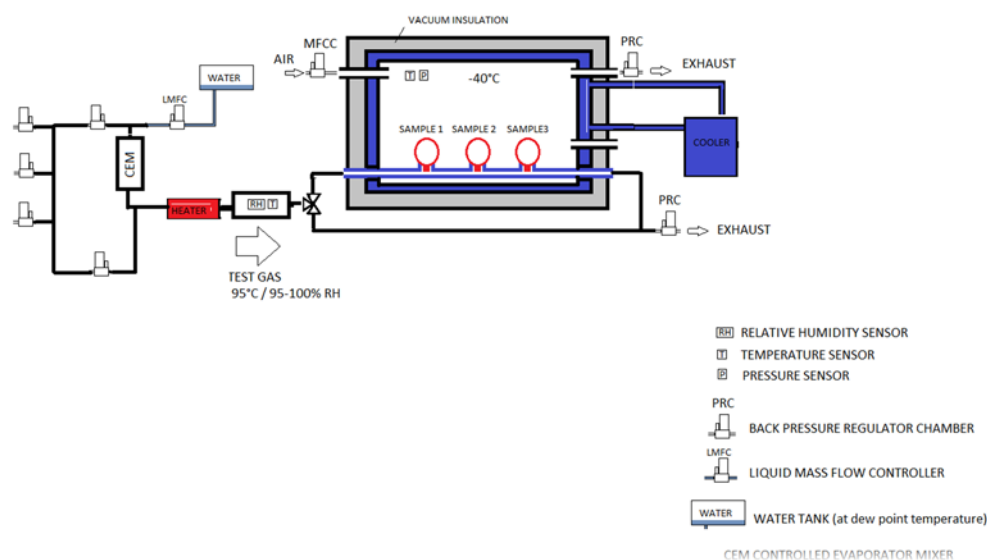 VACUUM INSULATION
MFCC
AIR
PRC
EXHAUST
T P
-40°C
WATER
LMFC
SAMPLE 1 SAMPLE 2 SAMPLE3
COOLER
CEM
HEATER
RH T
PRC
EXHAUST
TEST GAS
95°C / 95-100% RH
RH RELATIVE HUMIDITY SENSOR
T TEMPERATURE SENSOR
P PRESSURE SENSOR
PRC
BACK PRESSURE REGULATOR CHAMBER
LMFC
LIQUID MASS FLOW CONTROLLER
WATER WATER TANK (at dew point temperature)
CEM CONTROLLED EVAPORATOR MIXER